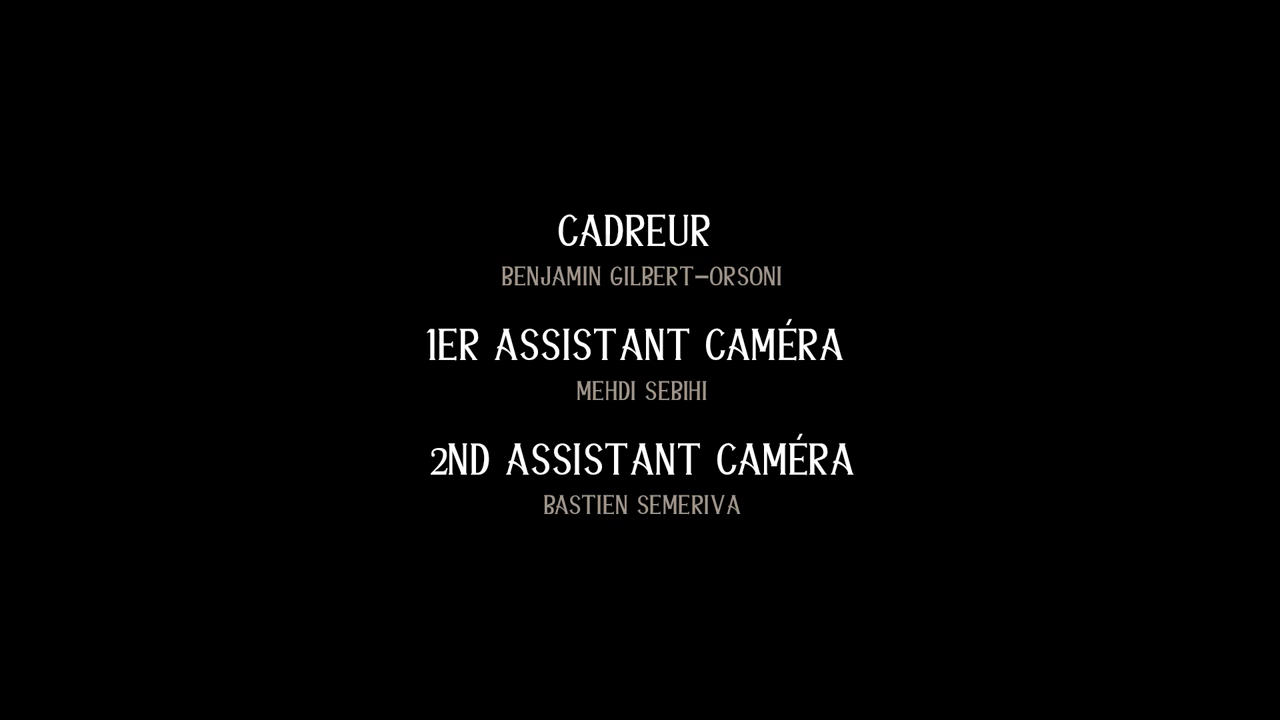 CADREUR
BENJAMIN GILBERT-ORSONI
1ER ASSISTANT CAMÉRA
MEHDI SEBIHI
2ND ASSISTANT CAMÉRA
BASTIEN SEMERIVA